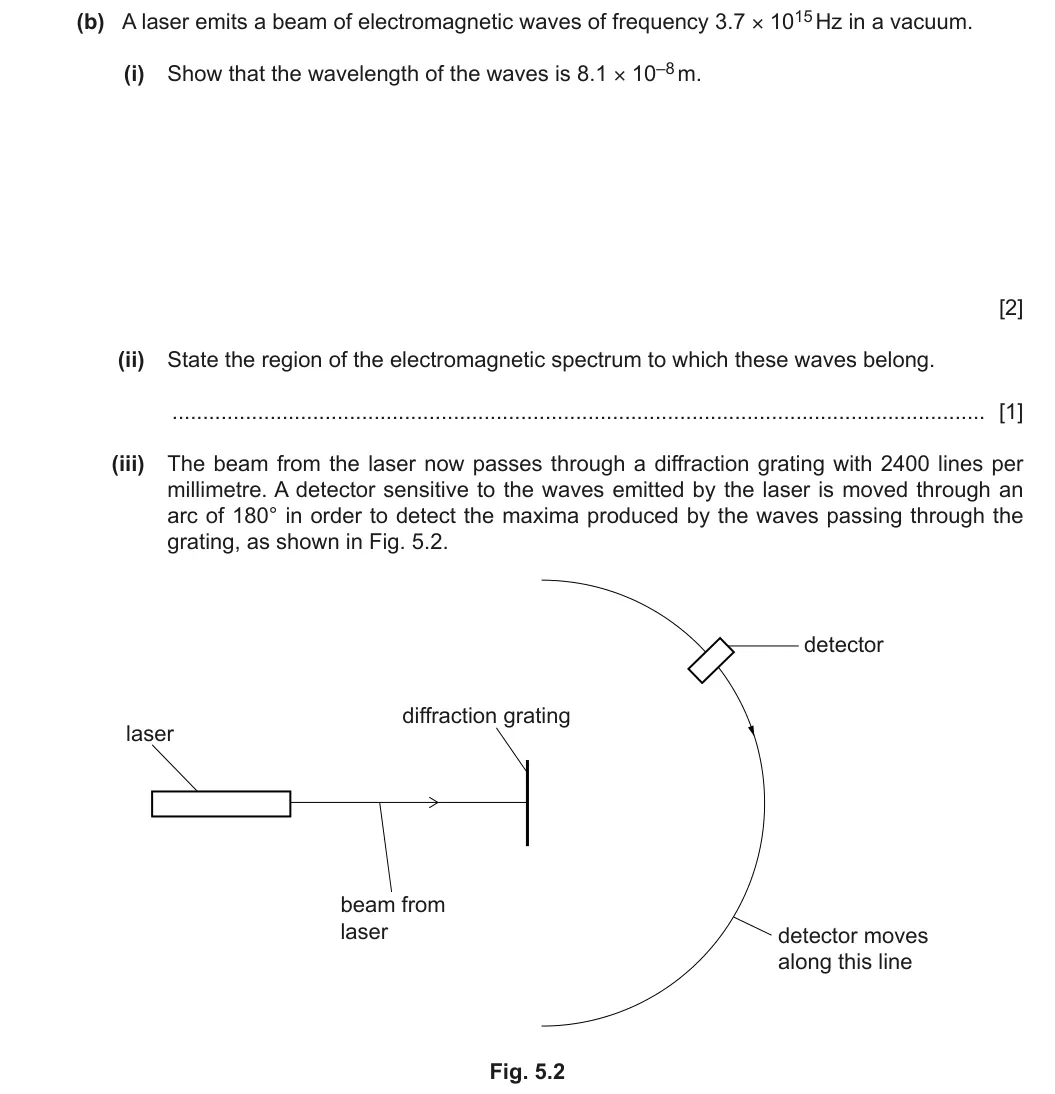 (b) A laser emits a beam of electromagnetic waves of frequency 3.7 × 10¹⁵ Hz in a vacuum.
(i) Show that the wavelength of the waves is 8.1 × 10⁻⁸ m.
[2]
(ii) State the region of the electromagnetic spectrum to which these waves belong.
.......................................................................................................................................... [1]
(iii) The beam from the laser now passes through a diffraction grating with 2400 lines per
millimetre. A detector sensitive to the waves emitted by the laser is moved through an
arc of 180° in order to detect the maxima produced by the waves passing through the
grating, as shown in Fig. 5.2.
detector
diffraction grating
laser
beam from
laser
detector moves
along this line
Fig. 5.2